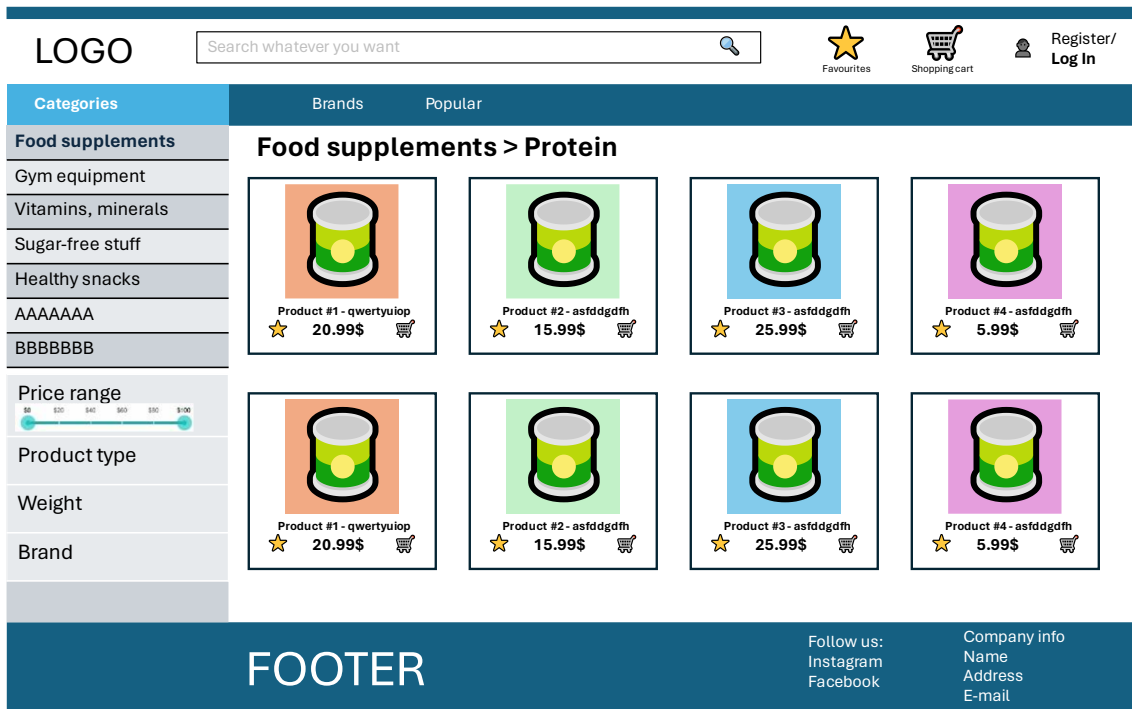 LOGO
Search whatever you want
Favourites
Shopping cart
Register/
Log In
Categories
Brands
Popular
Food supplements
Gym equipment
Vitamins, minerals
Sugar-free stuff
Healthy snacks
AAAAAAA
BBBBBBB
Price range
$0 $20 $40 $60 $80 $100
Product type
Weight
Brand
Food supplements > Protein
Product #1 - qwertyuiop
20.99$
Product #2 - asfddgdfh
15.99$
Product #3 - asfddgdfh
25.99$
Product #4 - asfddgdfh
5.99$
Product #1 - qwertyuiop
20.99$
Product #2 - asfddgdfh
15.99$
Product #3 - asfddgdfh
25.99$
Product #4 - asfddgdfh
5.99$
FOOTER
Follow us:
Instagram
Facebook
Company info
Name
Address
E-mail